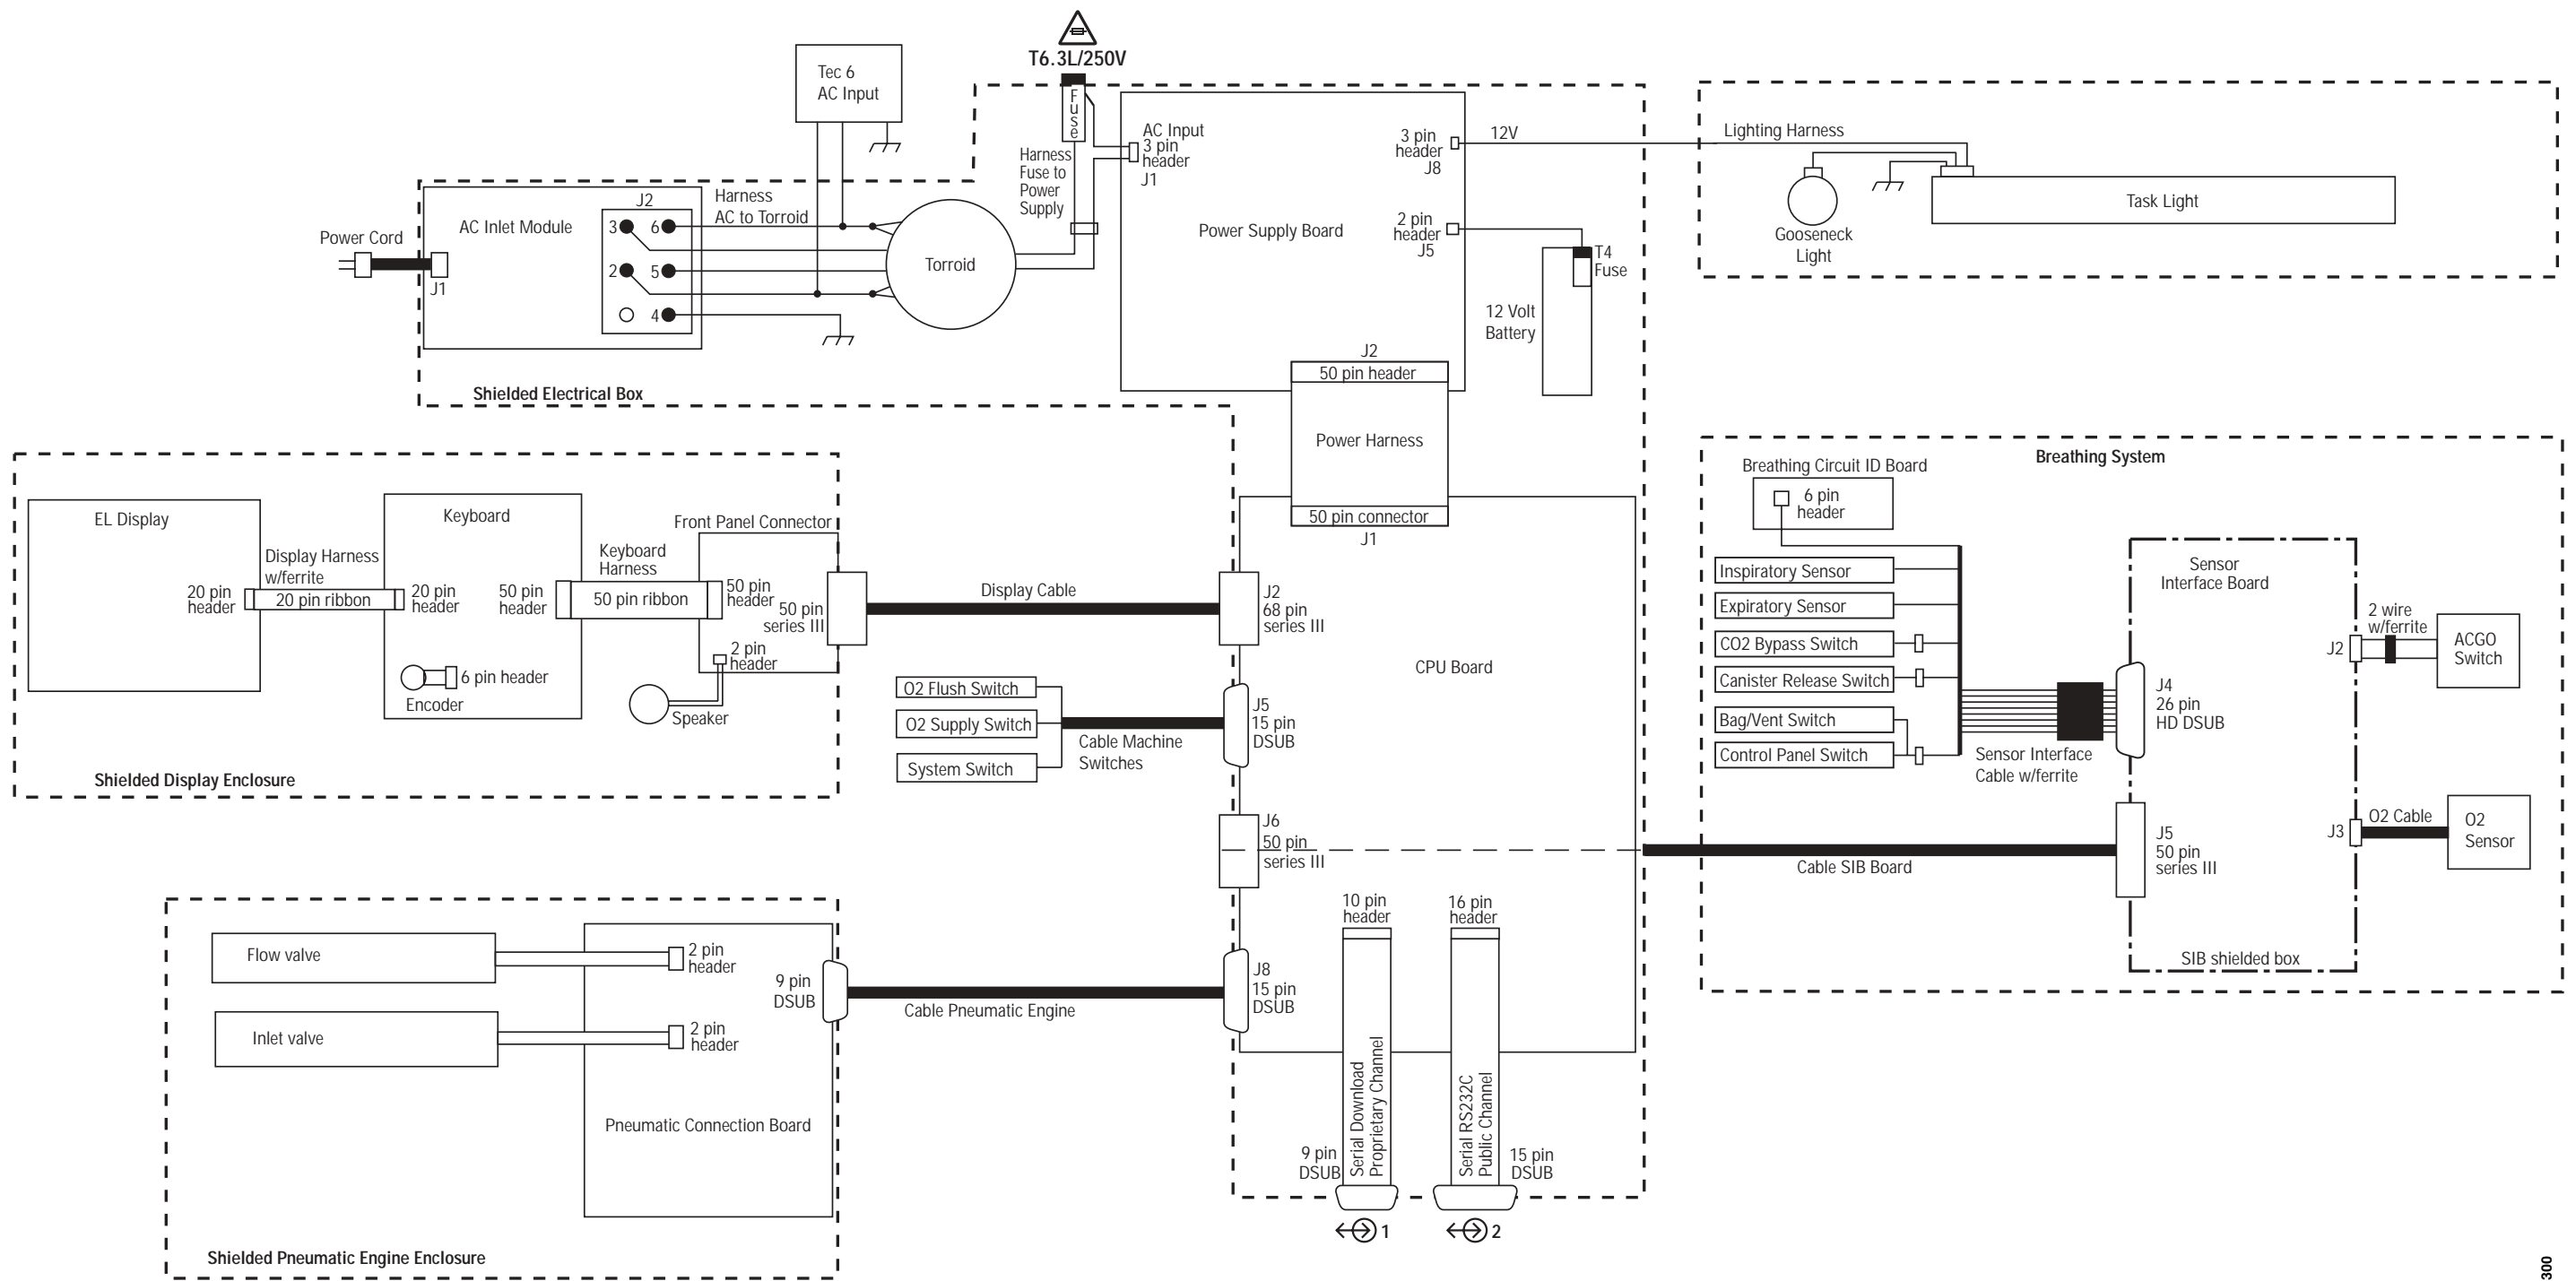 T6.3L/250V
Tec 6
AC Input
Fuse
Harness
Fuse to
Power
Supply
AC Input
3 pin
header
J1
3 pin
header
J8
12V
Lighting Harness
Gooseneck
Light
Task Light
Power Cord
J1
AC Inlet Module
J2
3
6
2
5
4
Harness
AC to Torroid
Torroid
Power Supply Board
2 pin
header
J5
T4
Fuse
12 Volt
Battery
J2
50 pin header
Power Harness
50 pin connector
J1
Shielded Electrical Box
EL Display
20 pin
header
Display Harness
w/ferrite
20 pin ribbon
20 pin
header
Keyboard
6 pin header
Encoder
50 pin
header
Keyboard
Harness
50 pin ribbon
Front Panel Connector
50 pin
header
50 pin
series III
2 pin
header
Speaker
Shielded Display Enclosure
Display Cable
J2
68 pin
series III
O2 Flush Switch
O2 Supply Switch
System Switch
Cable Machine
Switches
J5
15 pin
DSUB
CPU Board
J6
50 pin
series III
Flow valve
2 pin
header
Inlet valve
2 pin
header
9 pin
DSUB
Pneumatic Connection Board
Shielded Pneumatic Engine Enclosure
Cable Pneumatic Engine
J8
15 pin
DSUB
10 pin
header
16 pin
header
Serial Download
Proprietary Channel
Serial RS232C
Public Channel
9 pin
DSUB
15 pin
DSUB
1
2
Breathing System
Breathing Circuit ID Board
6 pin
header
Inspiratory Sensor
Expiratory Sensor
CO2 Bypass Switch
Canister Release Switch
Bag/Vent Switch
Control Panel Switch
Sensor Interface
Cable w/ferrite
J4
26 pin
HD DSUB
Sensor
Interface Board
J2
2 wire
w/ferrite
ACGO
Switch
J3
O2 Cable
O2
Sensor
Cable SIB Board
J5
50 pin
series III
SIB shielded box
300